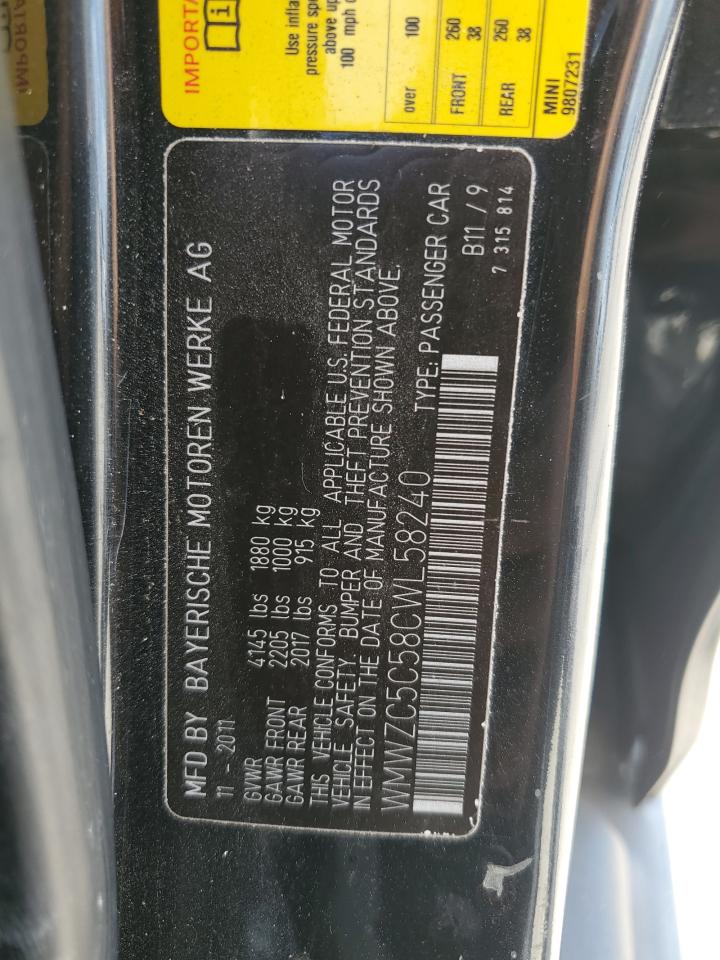 IMPORTA
Use infla
pressure spe
above up
100 mph o
over 100
FRONT 260
38
REAR 260
38
MINI
9807231
MFD BY BAYERISCHE MOTOREN WERKE AG
11 - 2011
GVWR 4145 lbs 1880 kg
GAWR FRONT 2205 lbs 1000 kg
GAWR REAR 2017 lbs 915 kg
THIS VEHICLE CONFORMS TO ALL APPLICABLE U.S. FEDERAL MOTOR
VEHICLE SAFETY, BUMPER AND THEFT PREVENTION STANDARDS
IN EFFECT ON THE DATE OF MANUFACTURE SHOWN ABOVE.
WMWZC5C58CWL58240 TYPE: PASSENGER CAR
B11 / 9
7 315 814